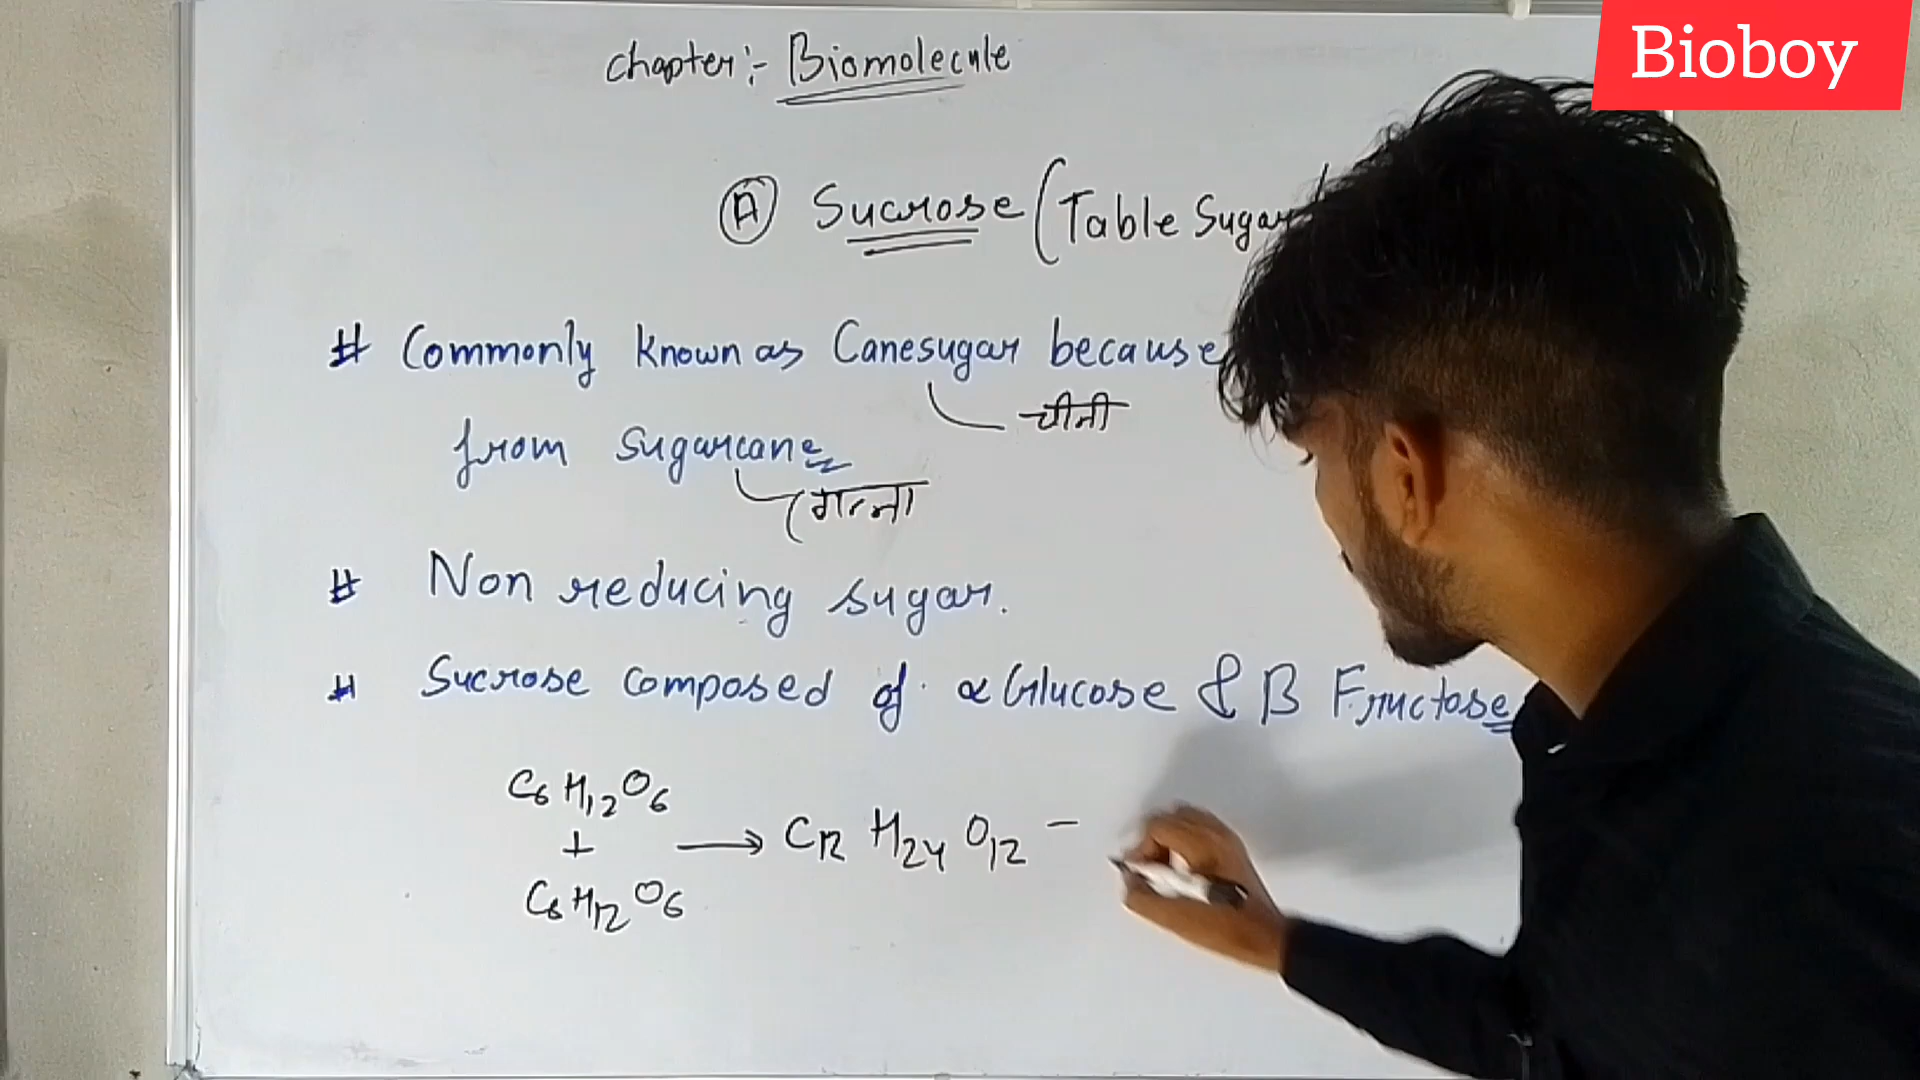 Bioboy
Chapter:- Biomolecule
(A) Sucrose (Table Sugar
# Commonly known as Canesugar because
चीनी
from sugarcane
(गन्ना
# Non reducing sugar.
# Sucrose composed of α Glucose & β Fructose
C6 H12 O6
+ → C12 H24 O12 –
C6 H12 O6